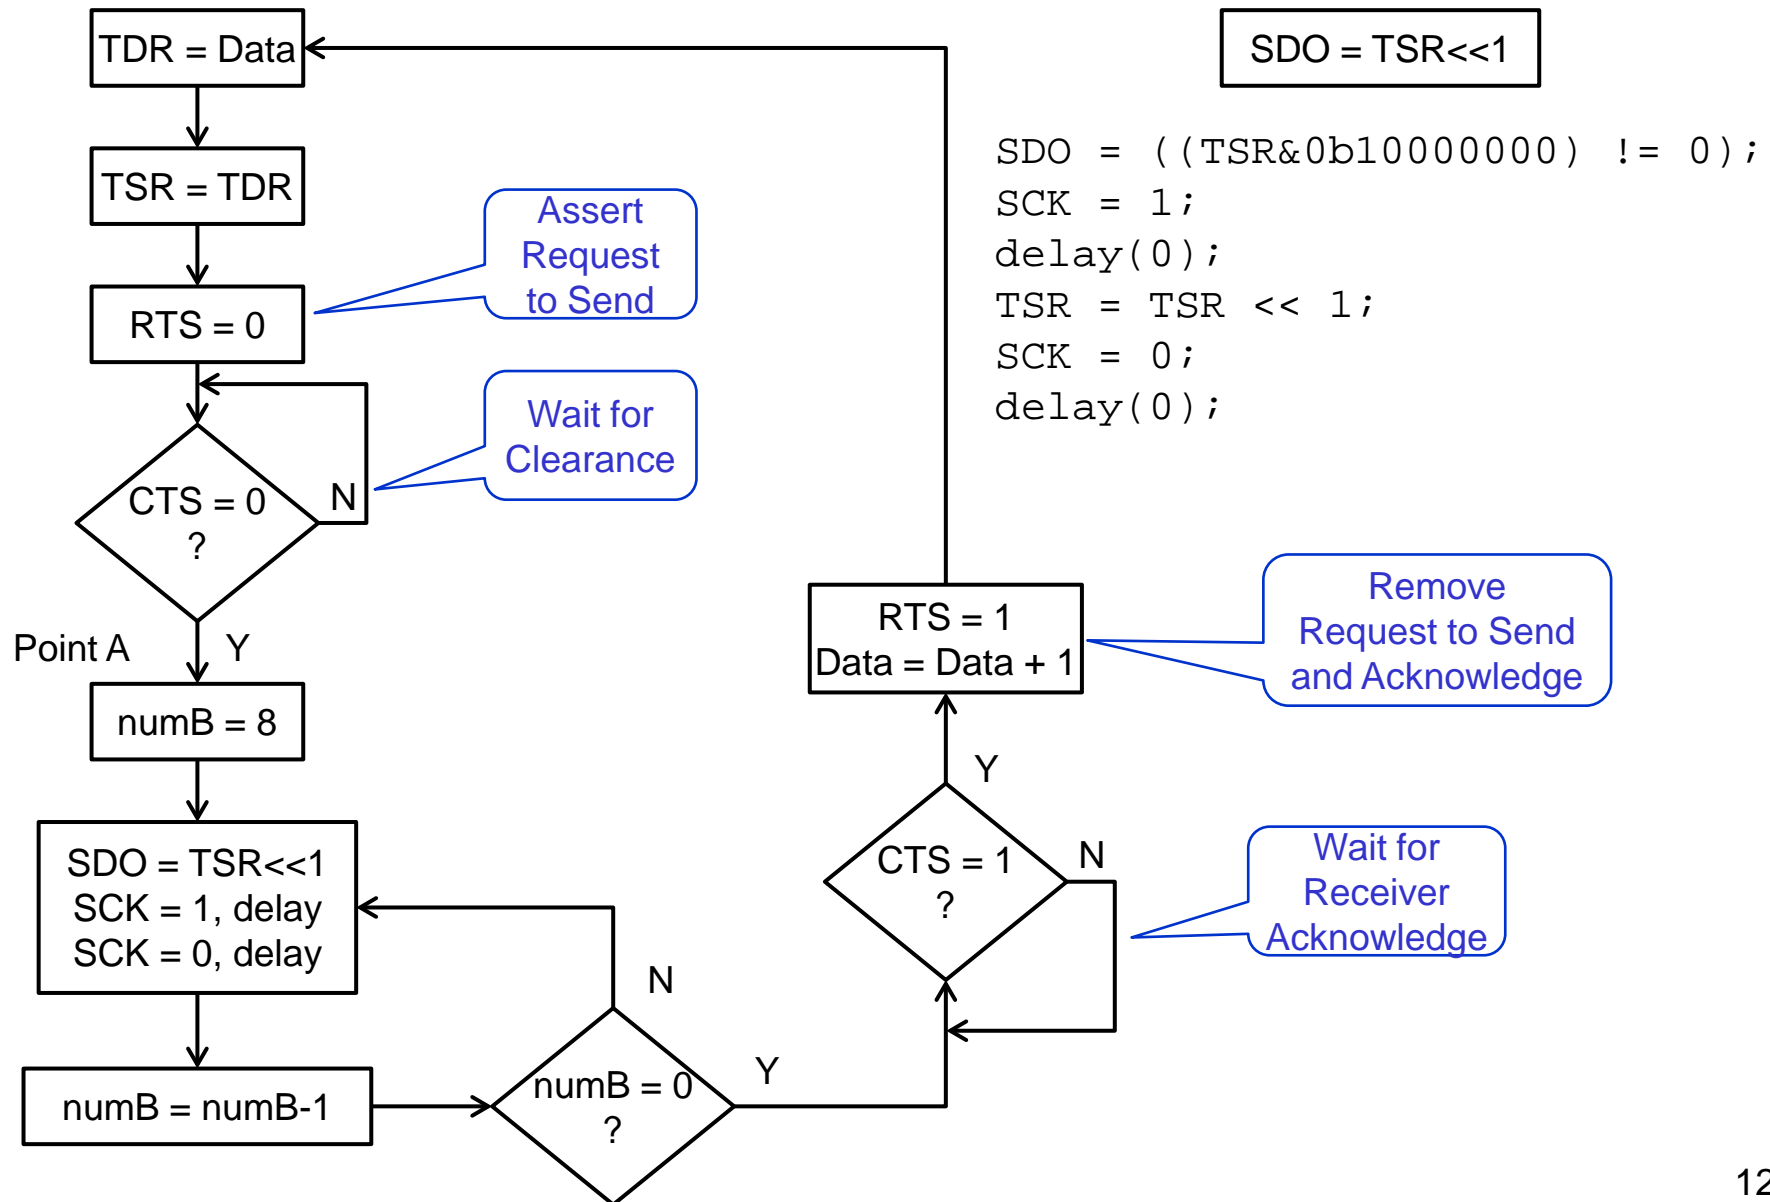 TDR = Data
TSR = TDR
RTS = 0
Assert
Request
to Send
CTS = 0
?
N
Wait for
Clearance
Point A
Y
numB = 8
SDO = TSR<<1
SCK = 1, delay
SCK = 0, delay
numB = numB-1
numB = 0
?
N
Y
CTS = 1
?
N
Y
Wait for
Receiver
Acknowledge
RTS = 1
Data = Data + 1
Remove
Request to Send
and Acknowledge
SDO = TSR<<1
SDO = ((TSR&0b10000000) != 0);
SCK = 1;
delay(0);
TSR = TSR << 1;
SCK = 0;
delay(0);
12